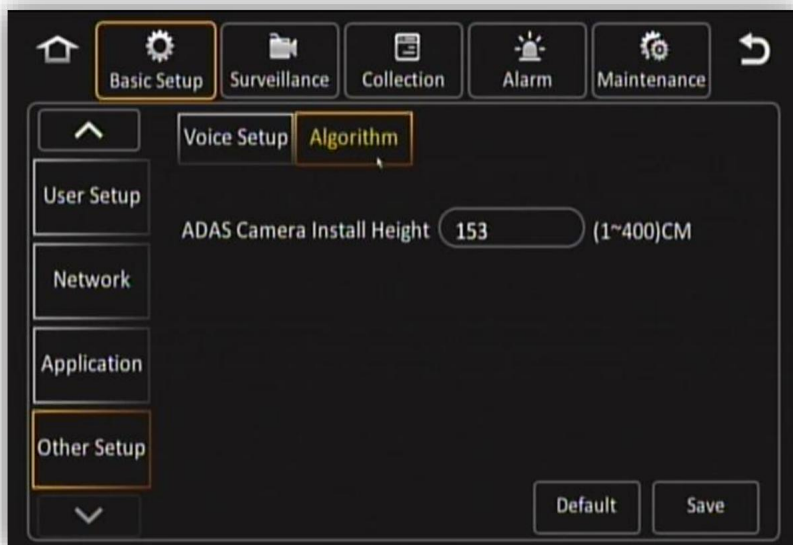 Basic Setup
Surveillance
Collection
Alarm
Maintenance
Voice Setup
Algorithm
User Setup
ADAS Camera Install Height 153 (1~400)CM
Network
Application
Other Setup
Default
Save